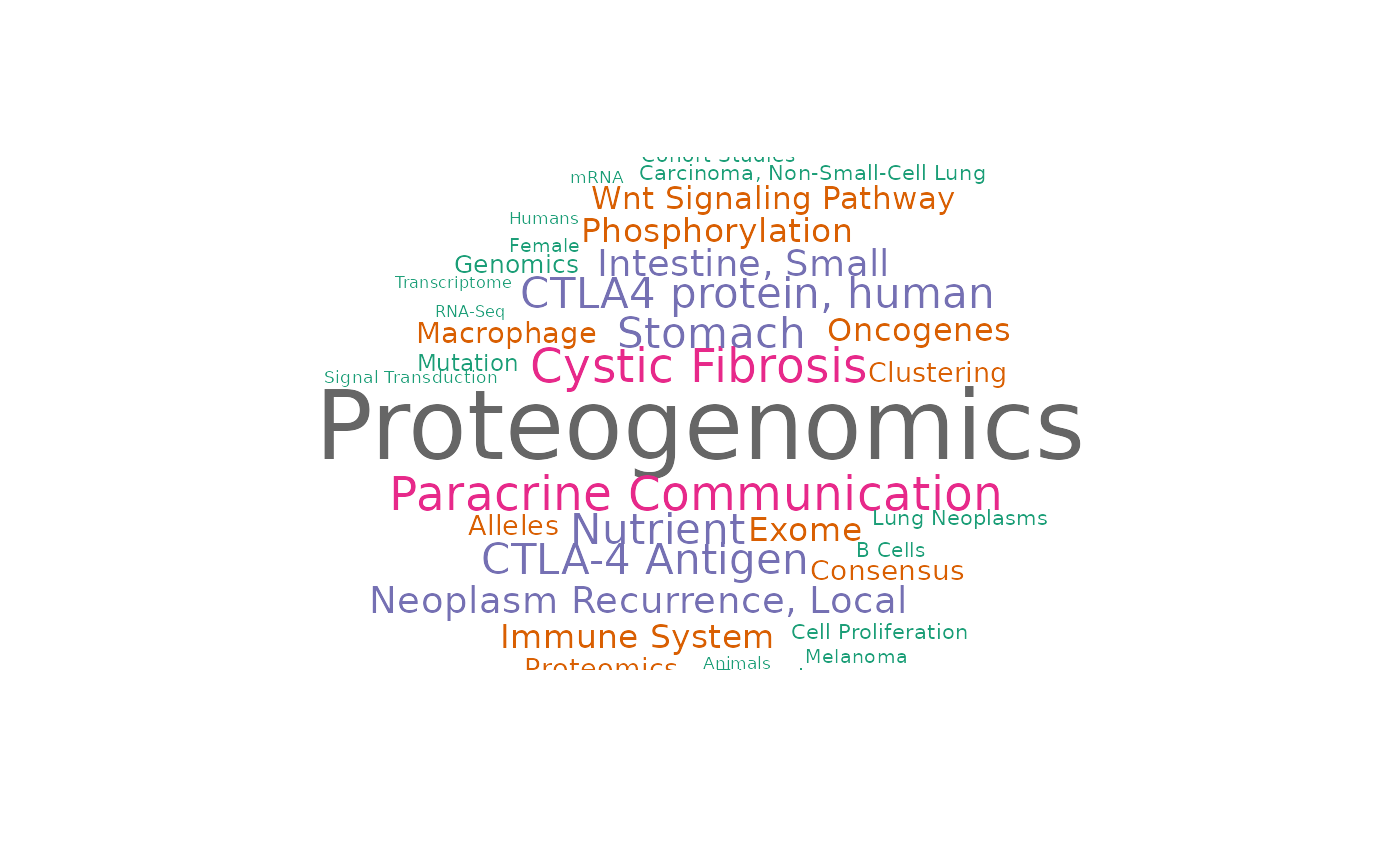 Cohort Studies
Carcinoma, Non-Small-Cell Lung
mRNA
Wnt Signaling Pathway
Humans
Phosphorylation
Female
Genomics
Intestine, Small
Transcriptome
CTLA4 protein, human
RNA-Seq
Macrophage
Stomach
Oncogenes
Mutation
Cystic Fibrosis
Clustering
Signal Transduction
Proteogenomics
Paracrine Communication
Alleles
Nutrient
Exome
Lung Neoplasms
CTLA-4 Antigen
B Cells
Consensus
Neoplasm Recurrence, Local
Immune System
Cell Proliferation
Melanoma
Proteomics
Animals